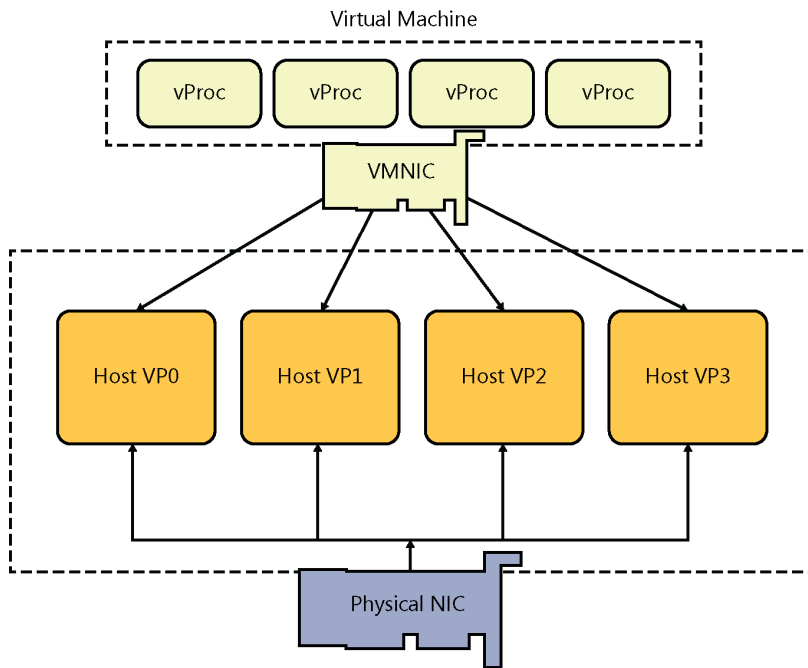 Virtual Machine
vProc
vProc
vProc
vProc
VMNIC
Host VP0
Host VP1
Host VP2
Host VP3
Physical NIC